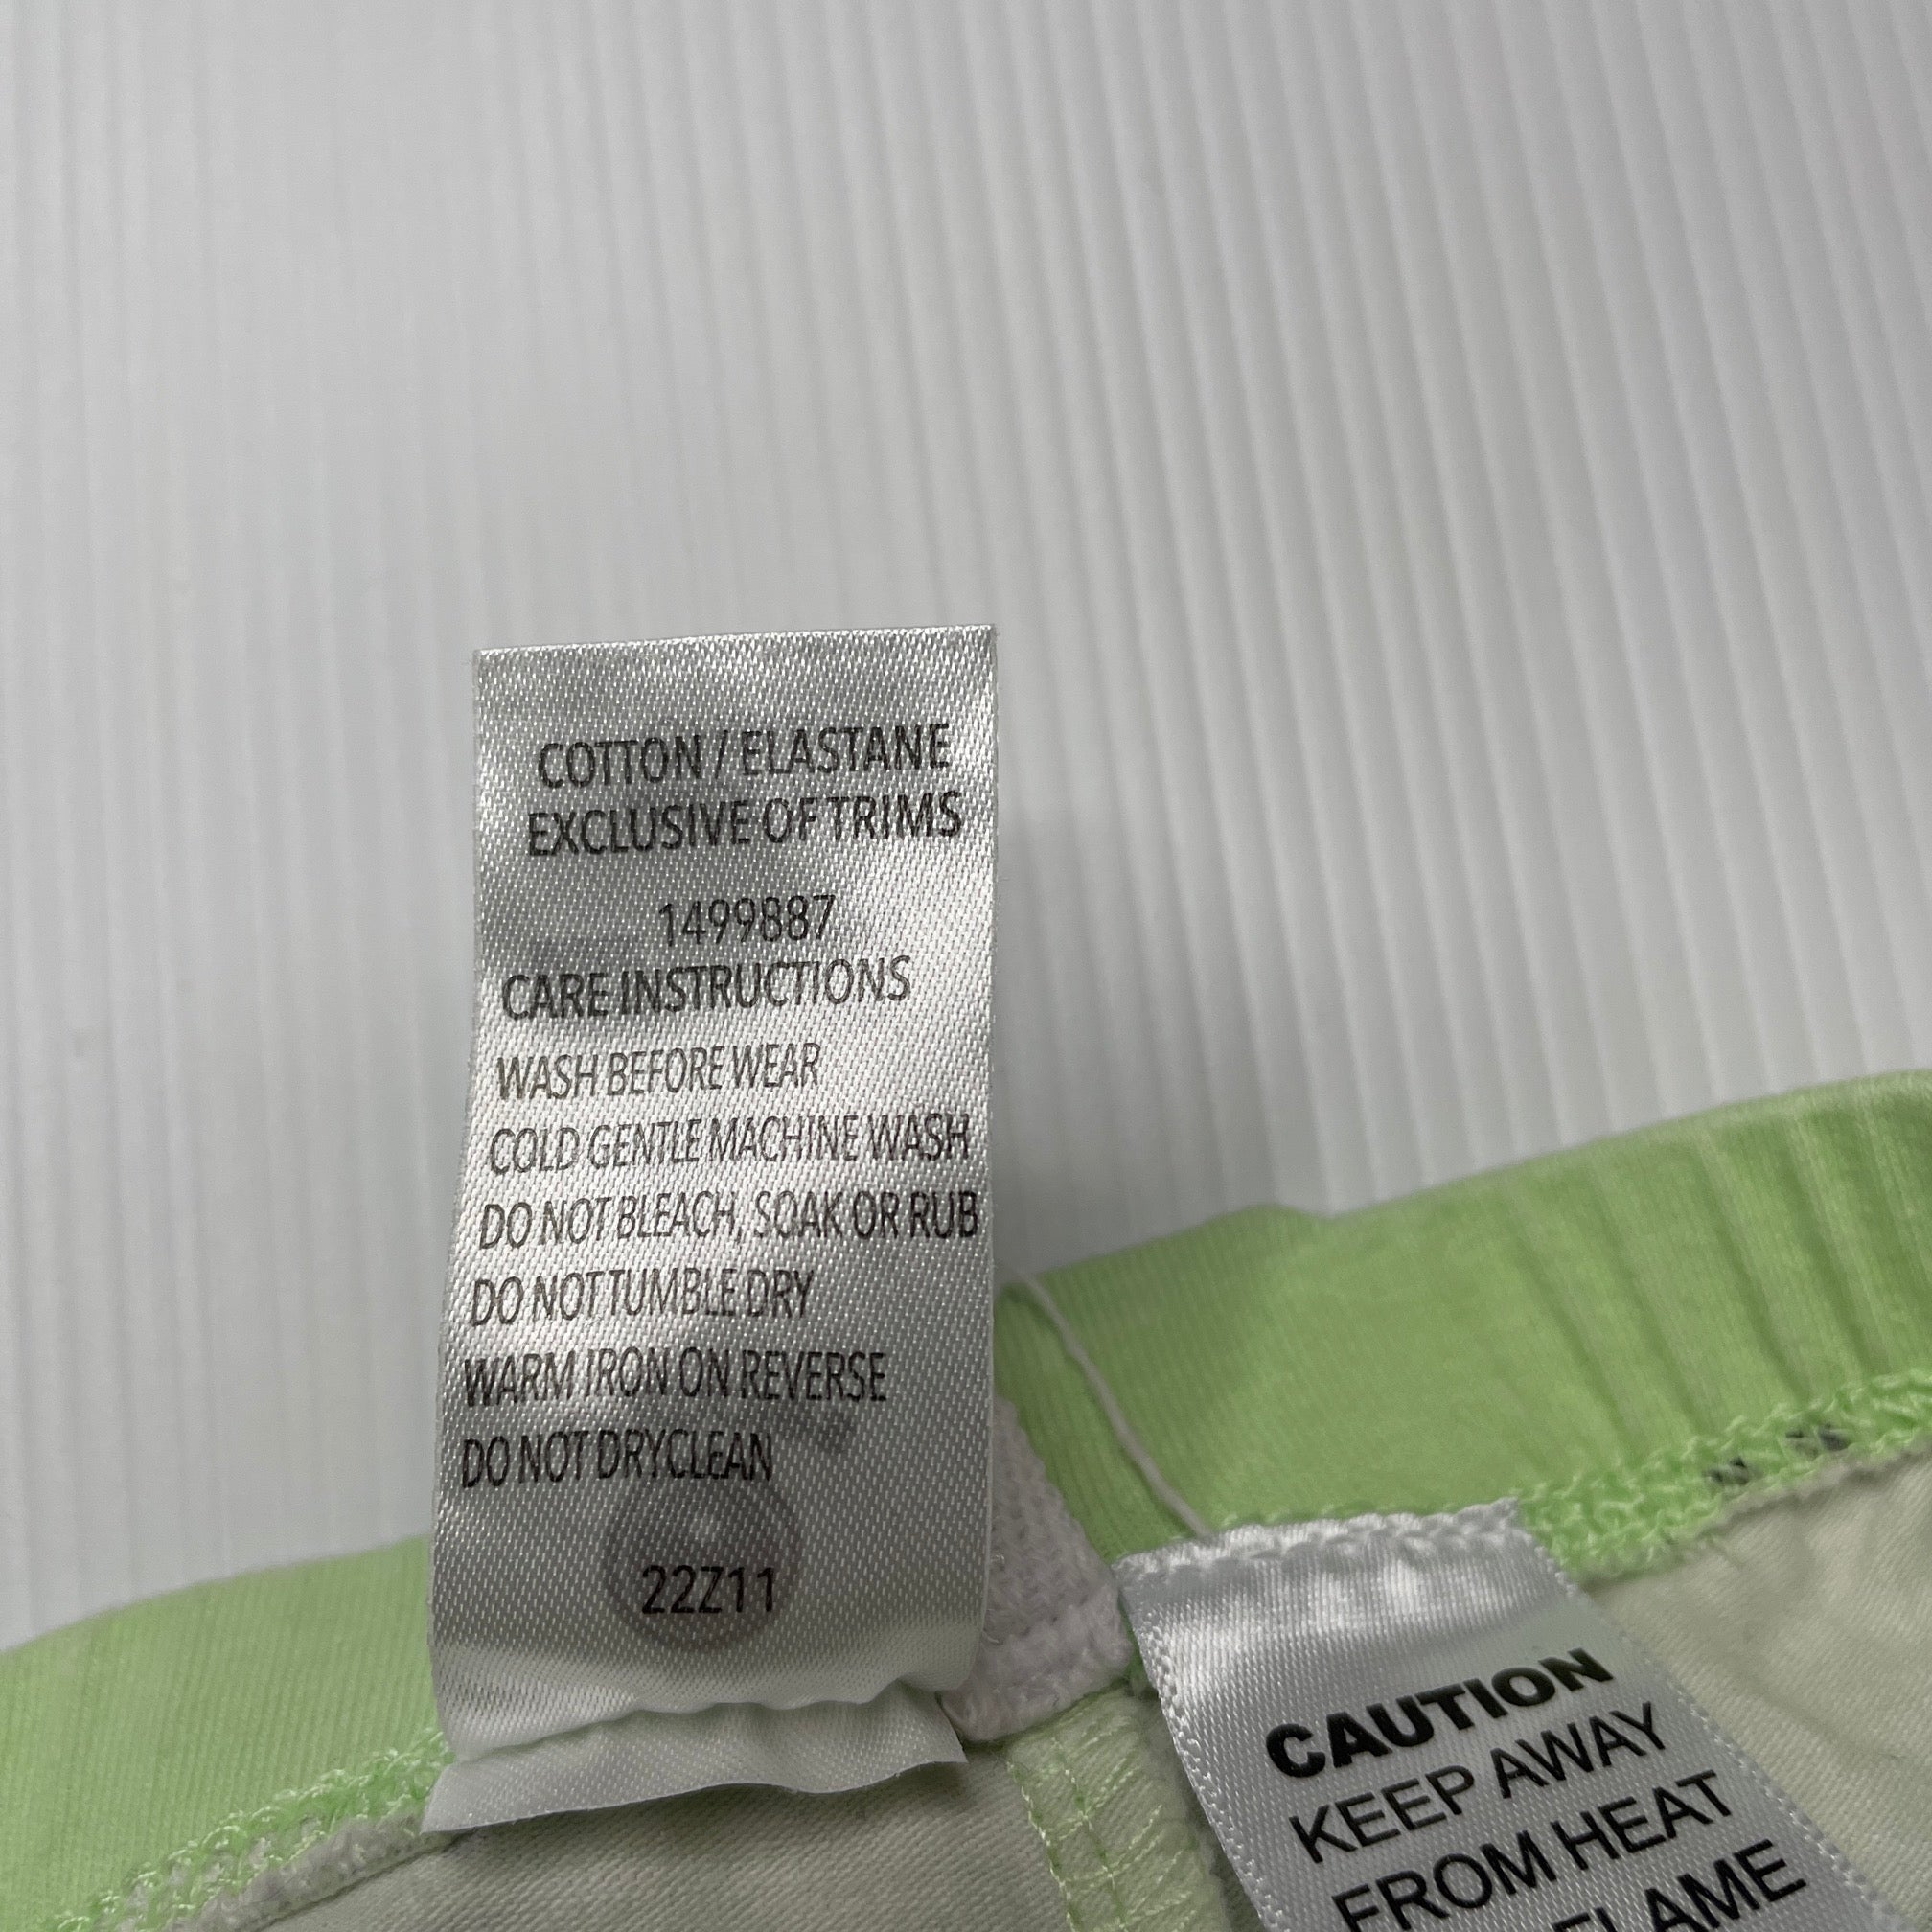 COTTON / ELASTANE
EXCLUSIVE OF TRIMS
1499887
CARE INSTRUCTIONS
WASH BEFORE WEAR
COLD GENTLE MACHINE WASH
DO NOT BLEACH, SOAK OR RUB
DO NOT TUMBLE DRY
WARM IRON ON REVERSE
DO NOT DRYCLEAN
22Z11
CAUTION
KEEP AWAY
FROM HEAT
FLAME